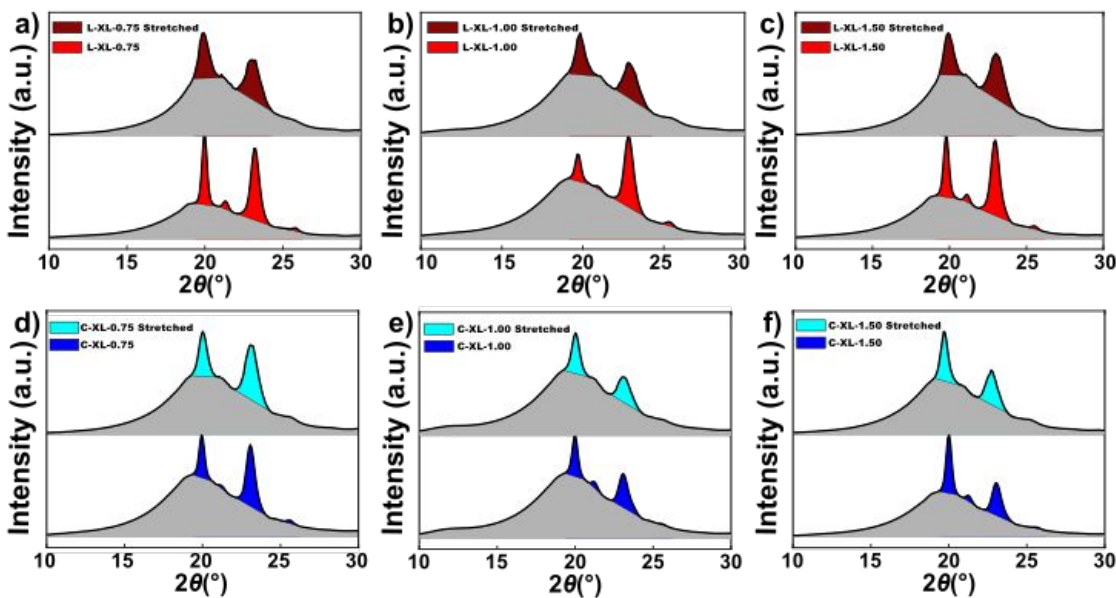 a)
L-XL-0.75 Stretched
L-XL-0.75
Intensity (a.u.)
10 15 20 25 30
2θ(°)
b)
L-XL-1.00 Stretched
L-XL-1.00
Intensity (a.u.)
10 15 20 25 30
2θ(°)
c)
L-XL-1.50 Stretched
L-XL-1.50
Intensity (a.u.)
10 15 20 25 30
2θ(°)
d)
C-XL-0.75 Stretched
C-XL-0.75
Intensity (a.u.)
10 15 20 25 30
2θ(°)
e)
C-XL-1.00 Stretched
C-XL-1.00
Intensity (a.u.)
10 15 20 25 30
2θ(°)
f)
C-XL-1.50 Stretched
C-XL-1.50
Intensity (a.u.)
10 15 20 25 30
2θ(°)